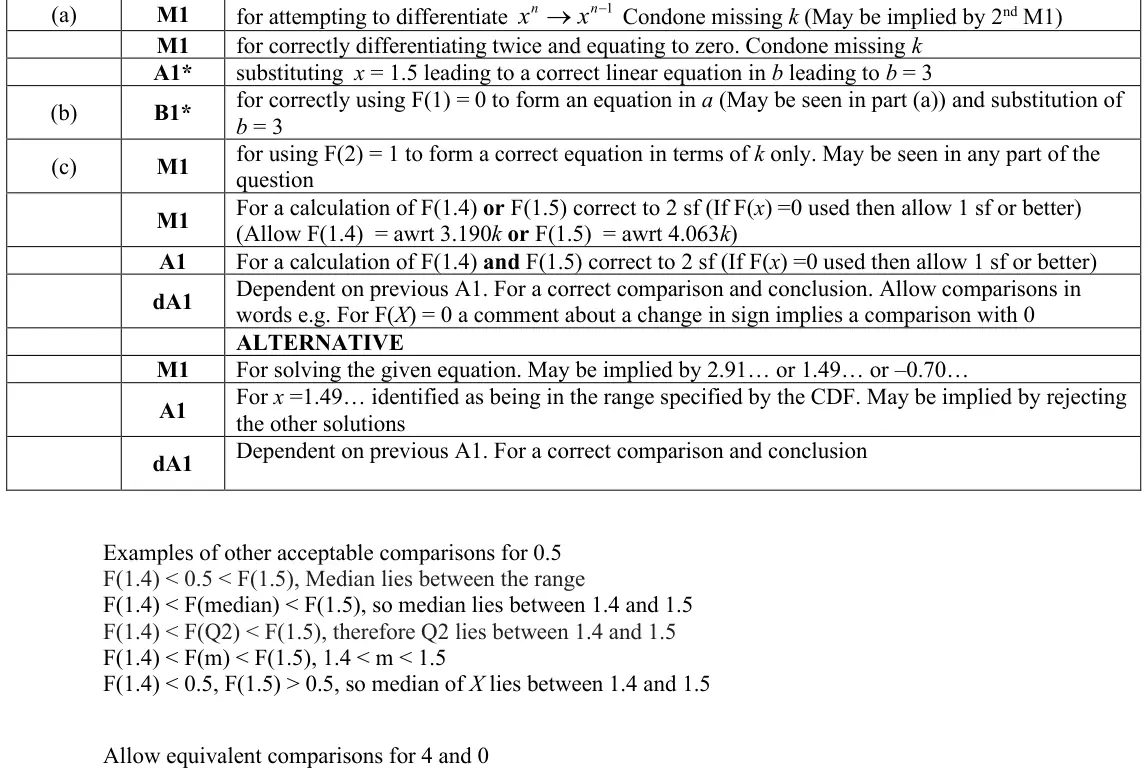 (a) M1 for attempting to differentiate xⁿ → xⁿ⁻¹ Condone missing k (May be implied by 2nd M1)
M1 for correctly differentiating twice and equating to zero. Condone missing k
A1* substituting x = 1.5 leading to a correct linear equation in b leading to b = 3
(b) B1* for correctly using F(1) = 0 to form an equation in a (May be seen in part (a)) and substitution of
b = 3
(c) M1 for using F(2) = 1 to form a correct equation in terms of k only. May be seen in any part of the
question
M1 For a calculation of F(1.4) or F(1.5) correct to 2 sf (If F(x) =0 used then allow 1 sf or better)
(Allow F(1.4) = awrt 3.190k or F(1.5) = awrt 4.063k)
A1 For a calculation of F(1.4) and F(1.5) correct to 2 sf (If F(x) =0 used then allow 1 sf or better)
dA1 Dependent on previous A1. For a correct comparison and conclusion. Allow comparisons in
words e.g. For F(X) = 0 a comment about a change in sign implies a comparison with 0
ALTERNATIVE
M1 For solving the given equation. May be implied by 2.91… or 1.49… or –0.70…
A1 For x =1.49… identified as being in the range specified by the CDF. May be implied by rejecting
the other solutions
dA1 Dependent on previous A1. For a correct comparison and conclusion
Examples of other acceptable comparisons for 0.5
F(1.4) < 0.5 < F(1.5), Median lies between the range
F(1.4) < F(median) < F(1.5), so median lies between 1.4 and 1.5
F(1.4) < F(Q2) < F(1.5), therefore Q2 lies between 1.4 and 1.5
F(1.4) < F(m) < F(1.5), 1.4 < m < 1.5
F(1.4) < 0.5, F(1.5) > 0.5, so median of X lies between 1.4 and 1.5
Allow equivalent comparisons for 4 and 0